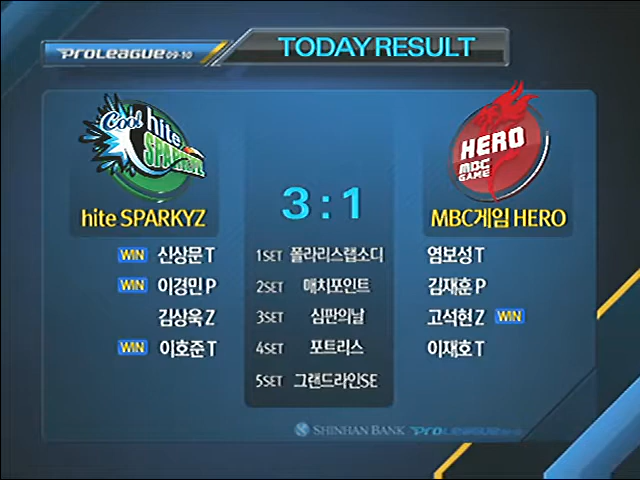 PROLEAGUE 09-10
TODAY RESULT
Cool hite SPARKYZ
HERO
MBC
GAME
hite SPARKYZ
3 : 1
MBC게임 HERO
WIN 신상문 T 1SET 폴라리스랩소디 염보성 T
WIN 이경민 P 2SET 매치포인트 김재훈 P
김상욱 Z 3SET 심판의날 고석현 Z WIN
WIN 이호준 T 4SET 포트리스 이재호 T
5SET 그랜드라인SE
SHINHAN BANK PROLEAGUE 09-10